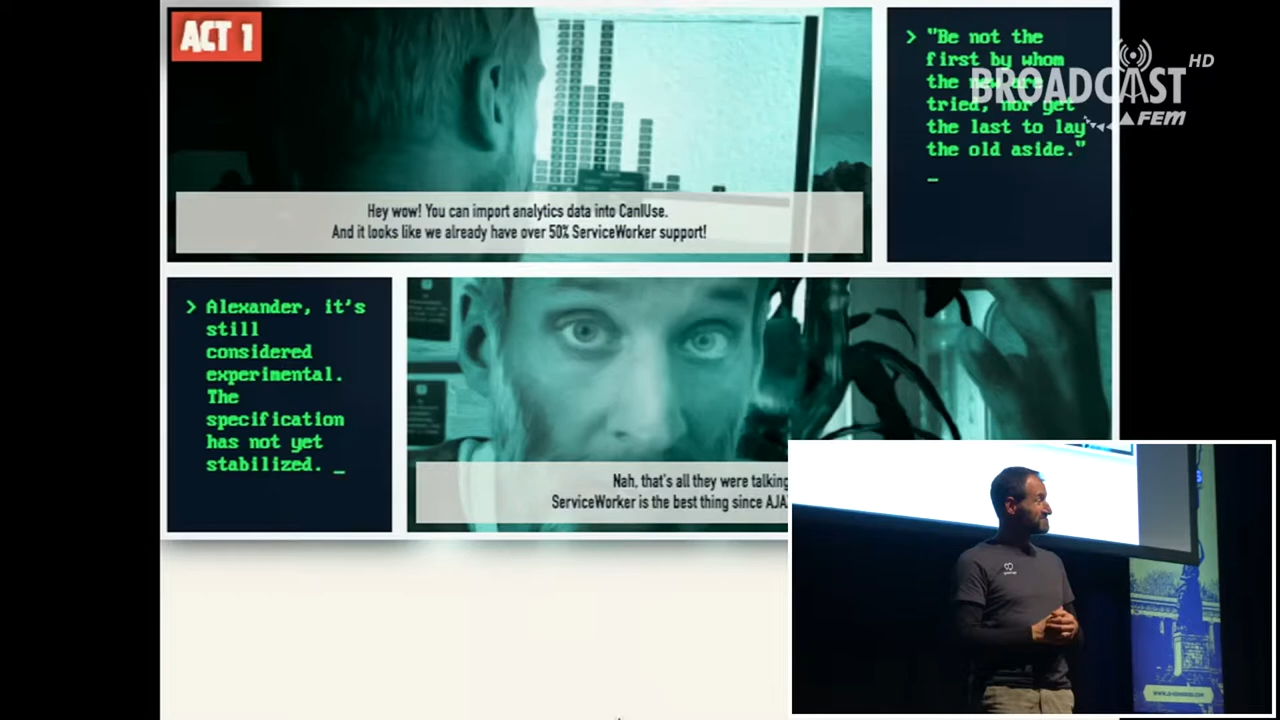 ACT 1
Hey wow! You can import analytics data into CanIUse.
And it looks like we already have over 50% ServiceWorker support!
> "Be not the
first by whom
the new are
tried, nor yet
the last to lay
the old aside."
_
BROADCAST HD
FEM
> Alexander, it's
still
considered
experimental.
The
specification
has not yet
stabilized. _
Nah, that's all they were talking
ServiceWorker is the best thing since AJA